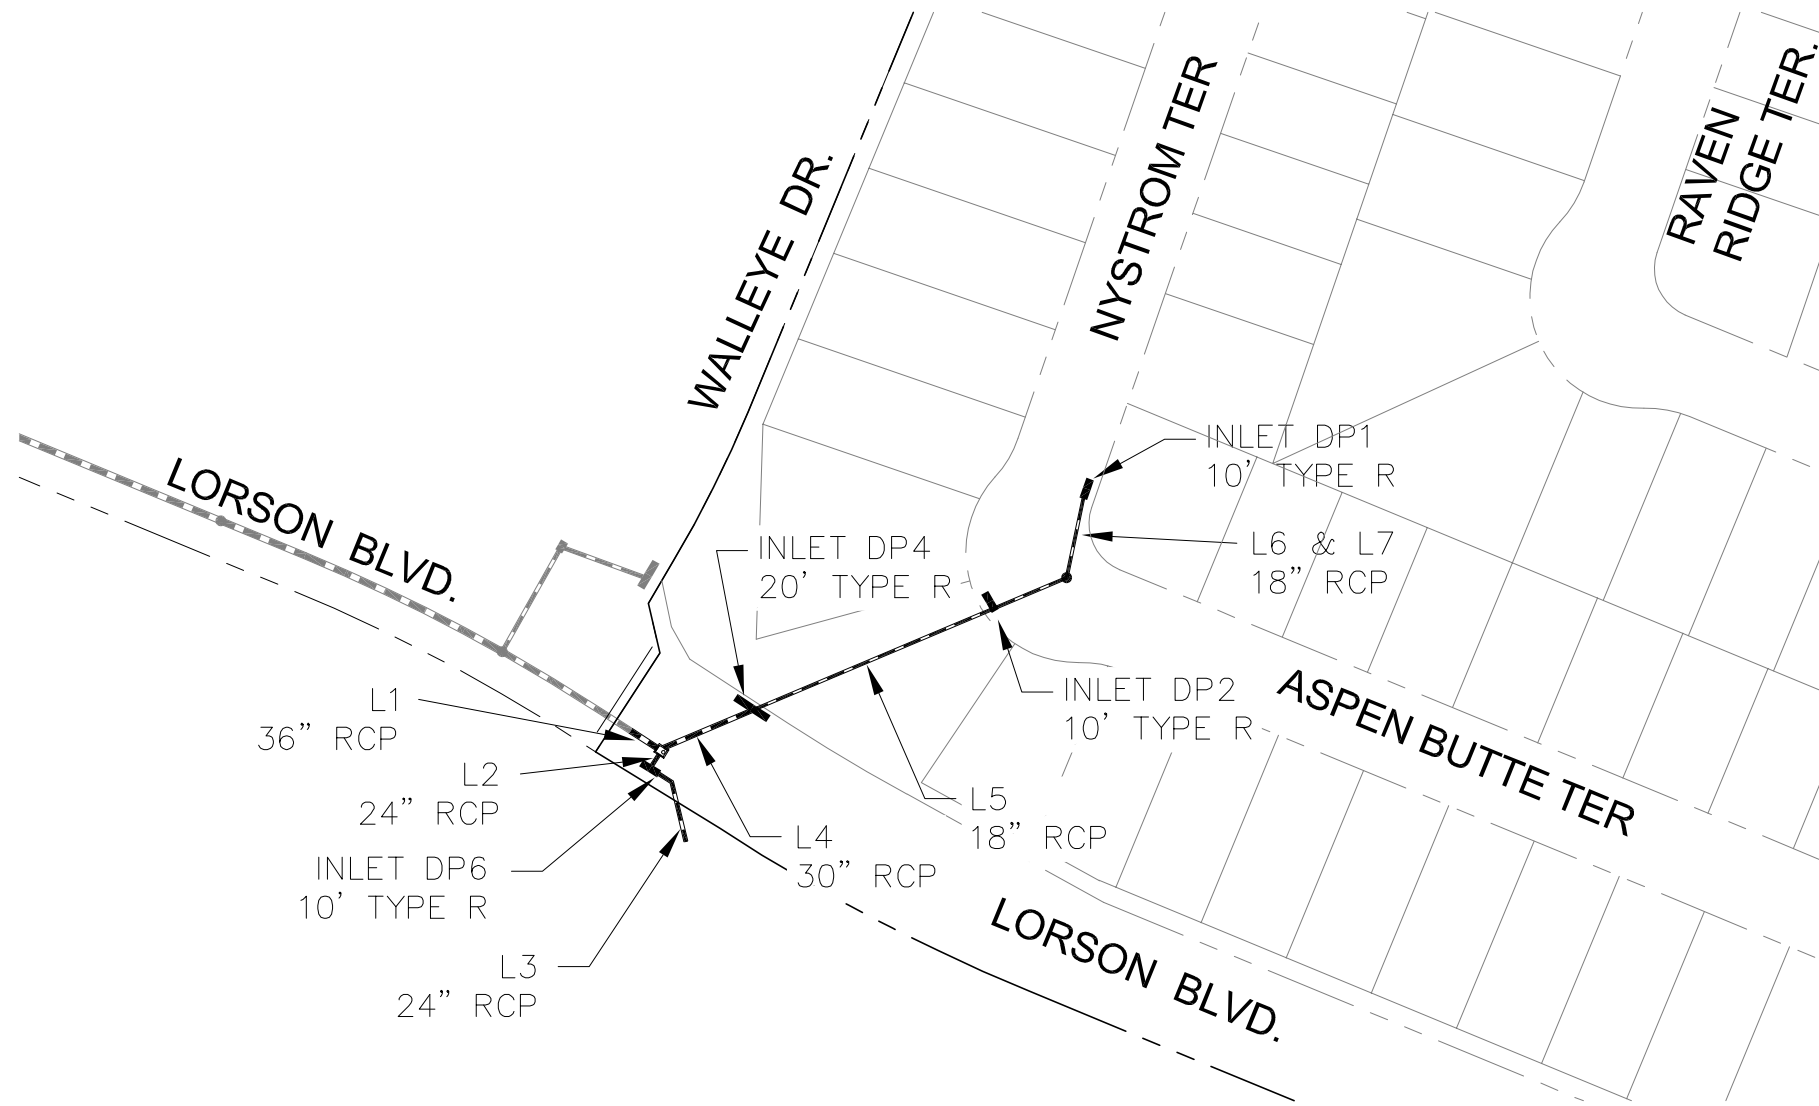 RAVEN
RIDGE TER.
NYSTROM TER
WALLEYE DR.
INLET DP1
10' TYPE R
LORSON BLVD.
INLET DP4
20' TYPE R
L6 & L7
18" RCP
L1
36" RCP
INLET DP2
10' TYPE R
ASPEN BUTTE TER
L2
24" RCP
L5
18" RCP
L4
30" RCP
INLET DP6
10' TYPE R
LORSON BLVD.
L3
24" RCP